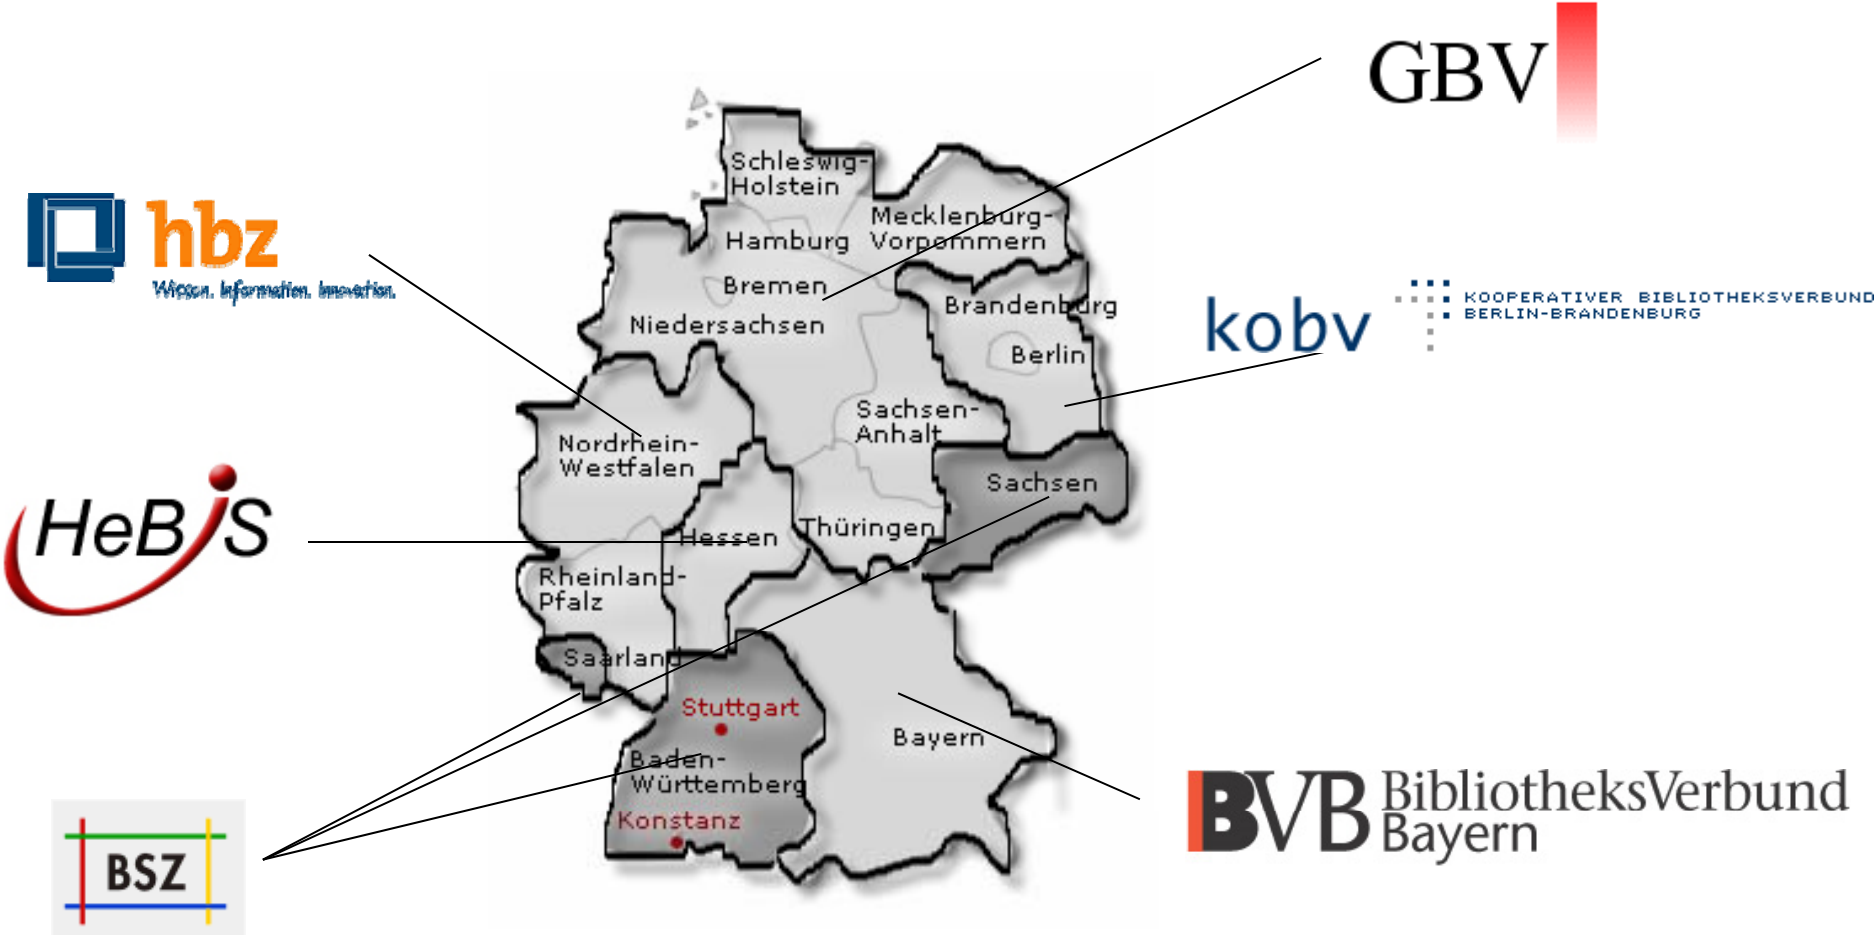 GBV
hbz
Wissen. Information. Innovation.
kobv
KOOPERATIVER BIBLIOTHEKSVERBUND
BERLIN-BRANDENBURG
HeBiS
BSZ
BVB
BibliotheksVerbund
Bayern
Schleswig-
Holstein
Mecklenburg-
Vorpommern
Hamburg
Bremen
Niedersachsen
Brandenburg
Berlin
Sachsen-
Anhalt
Nordrhein-
Westfalen
Sachsen
Thüringen
Hessen
Rheinland-
Pfalz
Saarland
Stuttgart
Baden-
Württemberg
Konstanz
Bayern